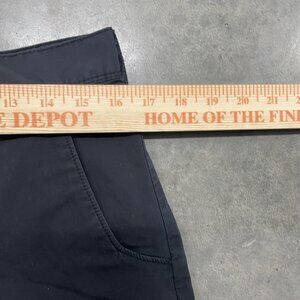 13 14 15 16 17 18 19 20 21
E DEPOT HOME OF THE FIN